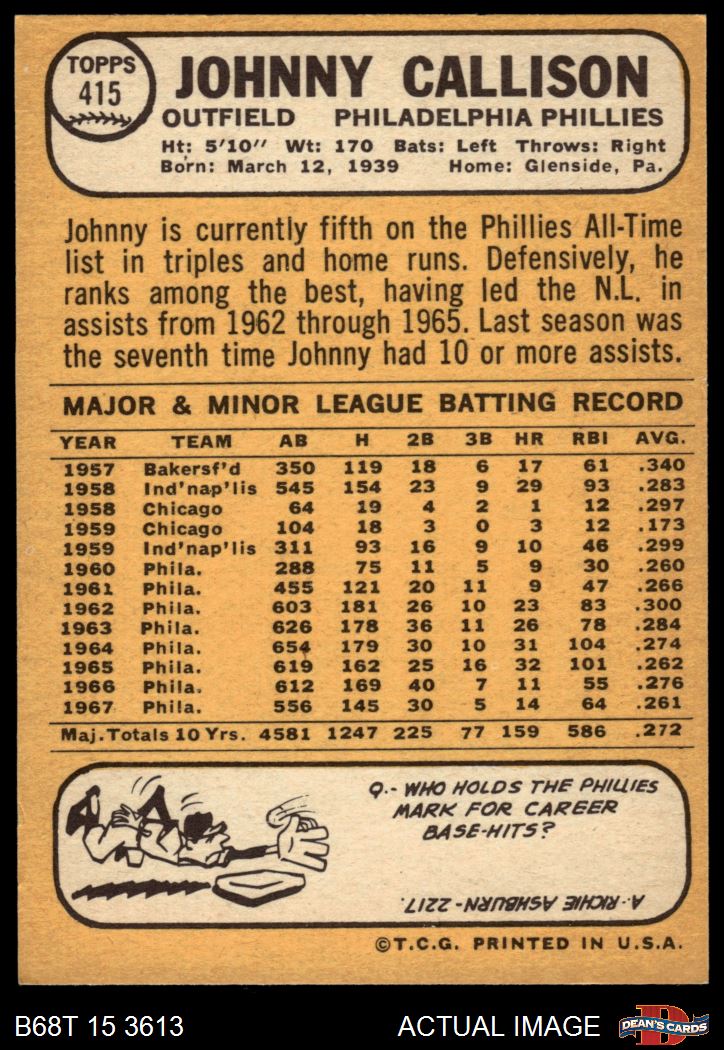 TOPPS
415
JOHNNY CALLISON
OUTFIELD PHILADELPHIA PHILLIES
Ht: 5'10" Wt: 170 Bats: Left Throws: Right
Born: March 12, 1939 Home: Glenside, Pa.
Johnny is currently fifth on the Phillies All-Time
list in triples and home runs. Defensively, he
ranks among the best, having led the N.L. in
assists from 1962 through 1965. Last season was
the seventh time Johnny had 10 or more assists.
MAJOR & MINOR LEAGUE BATTING RECORD
YEAR TEAM AB H 2B 3B HR RBI AVG.
1957 Bakersf'd 350 119 18 6 17 61 .340
1958 Ind'nap'lis 545 154 23 9 29 93 .283
1958 Chicago 64 19 4 2 1 12 .297
1959 Chicago 104 18 3 0 3 12 .173
1959 Ind'nap'lis 311 93 16 9 10 46 .299
1960 Phila. 288 75 11 5 9 30 .260
1961 Phila. 455 121 20 11 9 47 .266
1962 Phila. 603 181 26 10 23 83 .300
1963 Phila. 626 178 36 11 26 78 .284
1964 Phila. 654 179 30 10 31 104 .274
1965 Phila. 619 162 25 16 32 101 .262
1966 Phila. 612 169 40 7 11 55 .276
1967 Phila. 556 145 30 5 14 64 .261
Maj. Totals 10 Yrs. 4581 1247 225 77 159 586 .272
Q.- WHO HOLDS THE PHILLIES
MARK FOR CAREER
BASE-HITS?
A.- RICHIE ASHBURN - 2217.
©T.C.G. PRINTED IN U.S.A.
B68T 15 3613 ACTUAL IMAGE
D
DEAN'S CARDS